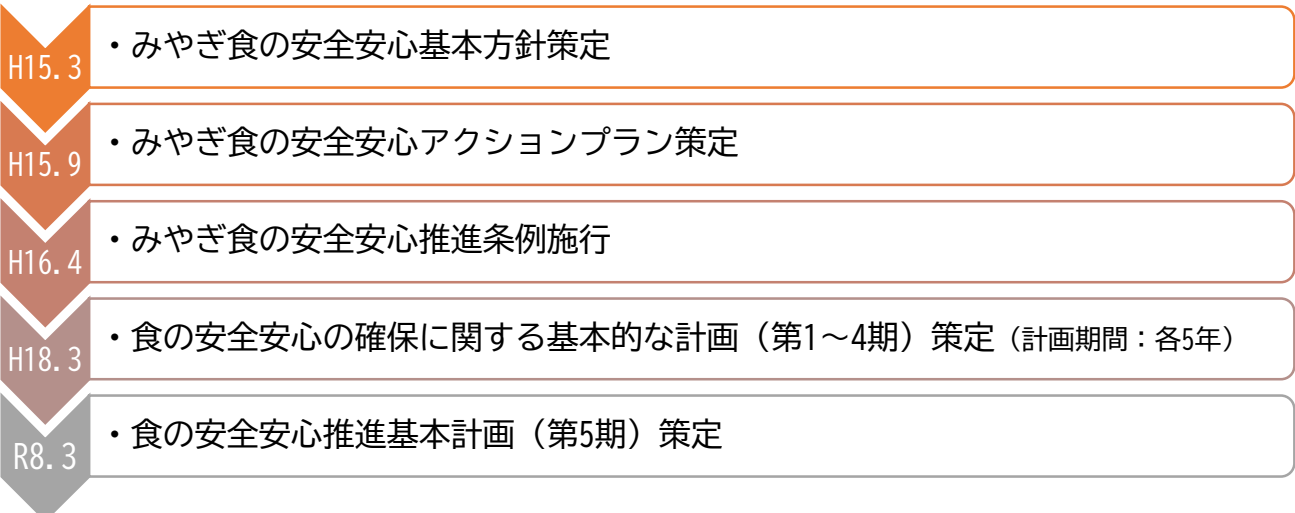 H15.3
・みやぎ食の安全安心基本方針策定
H15.9
・みやぎ食の安全安心アクションプラン策定
H16.4
・みやぎ食の安全安心推進条例施行
H18.3
・食の安全安心の確保に関する基本的な計画（第1～4期）策定（計画期間：各5年）
R8.3
・食の安全安心推進基本計画（第5期）策定